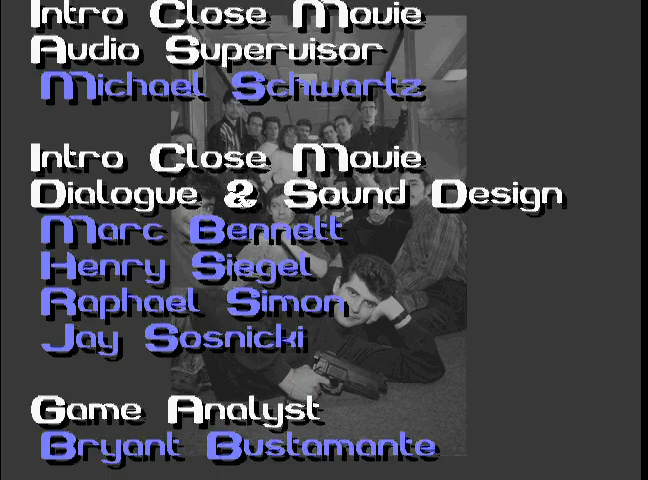 Intro Close Movie
Audio Supervisor
Michael Schwartz
Intro Close Movie
Dialogue & Sound Design
Marc Bennett
Henry Siegel
Raphael Simon
Jay Sosnicki
Game Analyst
Bryant Bustamante